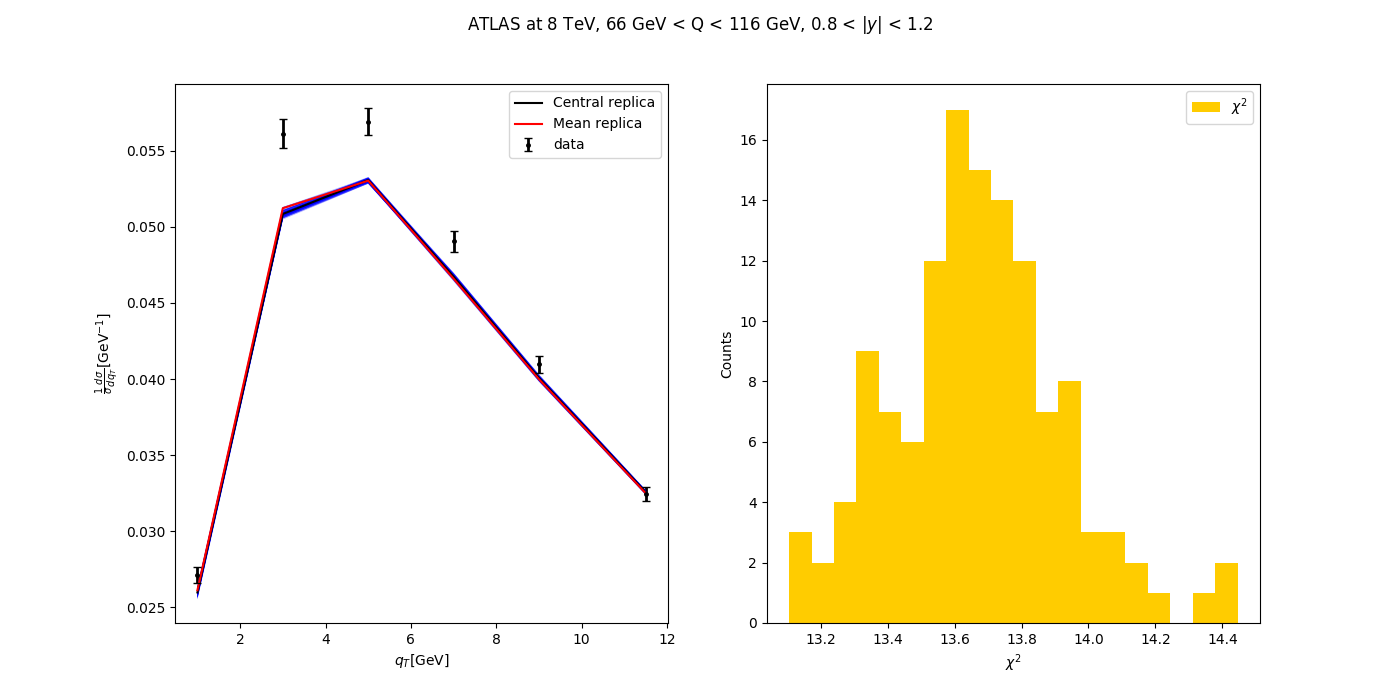 ATLAS at 8 TeV, 66 GeV < Q < 116 GeV, 0.8 < |y| < 1.2
Central replica
Mean replica
data
0.055
0.050
0.045
0.040
0.035
0.030
0.025
1/σ dσ/dq_T [GeV⁻¹]
2 4 6 8 10 12
q_T[GeV]
χ²
16
14
12
10
8
6
4
2
0
Counts
13.2 13.4 13.6 13.8 14.0 14.2 14.4
χ²